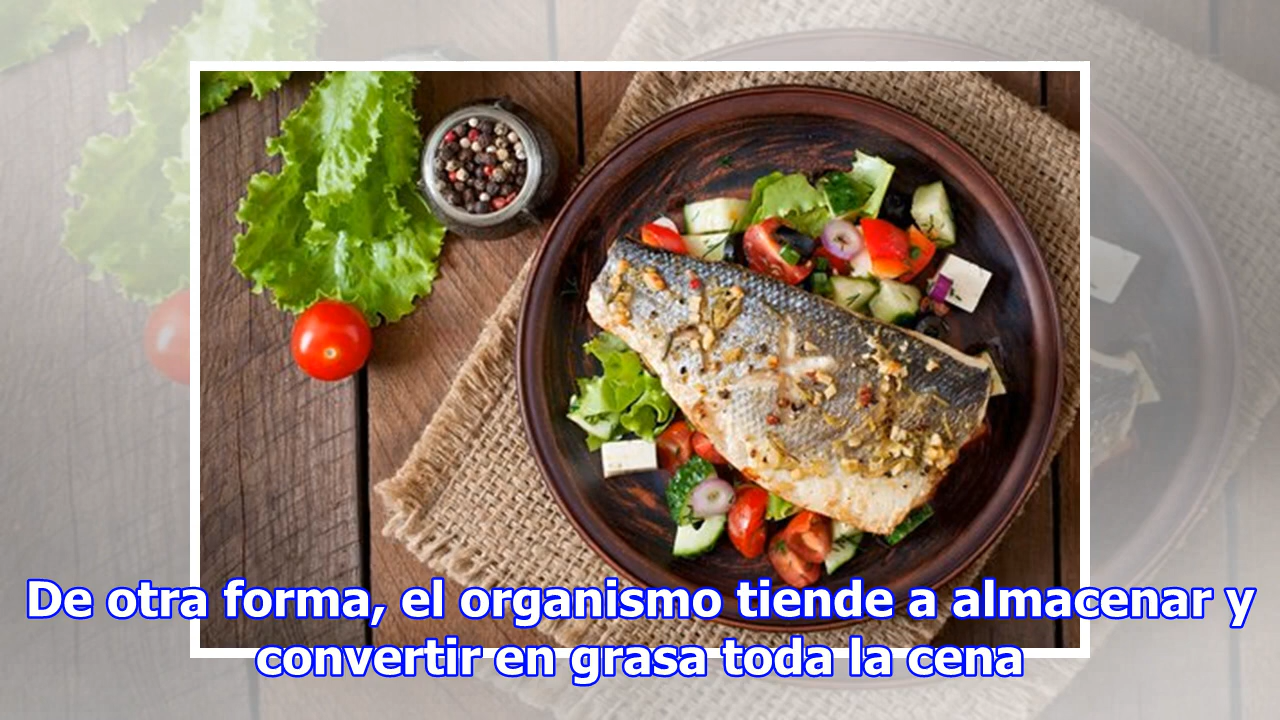 De otra forma, el organismo tiende a almacenar y
convertir en grasa toda la cena